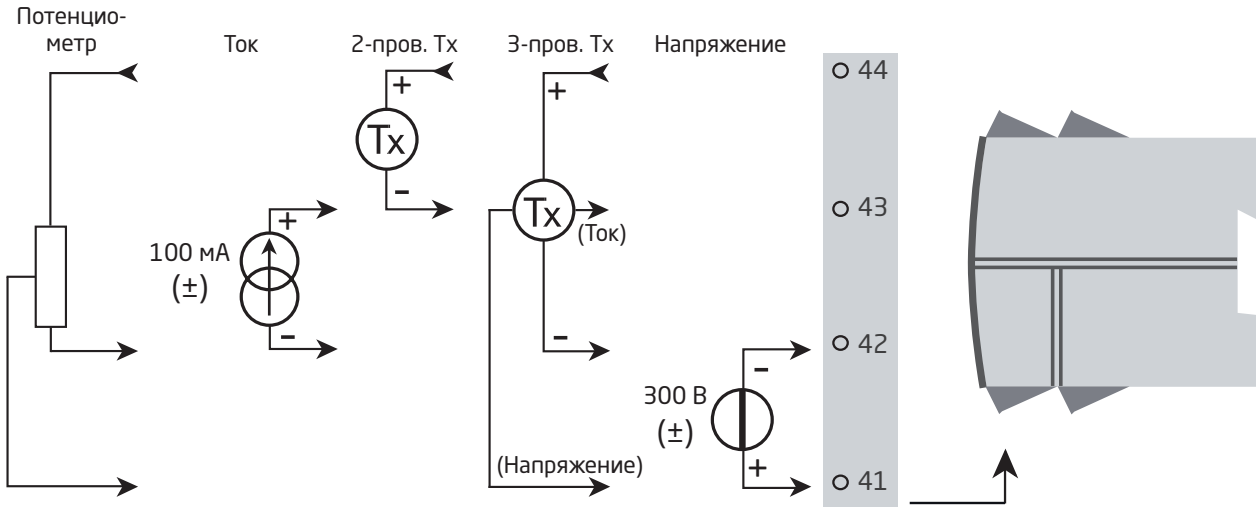 Потенцио-
метр
Ток
2-пров. Tx
3-пров. Tx
Напряжение
44
+
+
Tx
-
43
Tx
(Ток)
+
100 мА
(±)
-
-
42
-
300 В
(±)
+
(Напряжение)
41